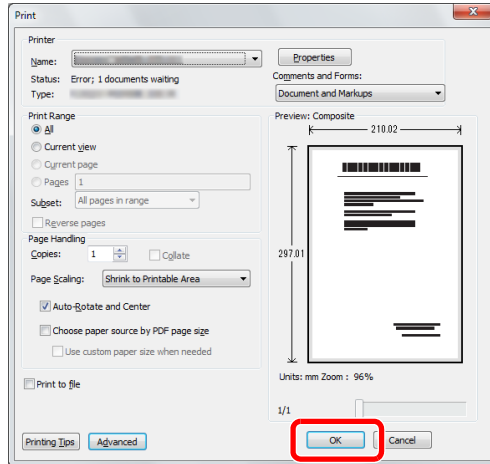 Print
Printer
Name:
Properties
Status: Error; 1 documents waiting
Comments and Forms:
Type:
Document and Markups
Print Range
All
Current view
Current page
Pages 1
Subset: All pages in range
Reverse pages
Preview: Composite
210.02
297.01
Page Handling
Copies: 1 Collate
Page Scaling: Shrink to Printable Area
Auto-Rotate and Center
Choose paper source by PDF page size
Use custom paper size when needed
Print to file
Units: mm Zoom : 96%
1/1
Printing Tips Advanced OK Cancel